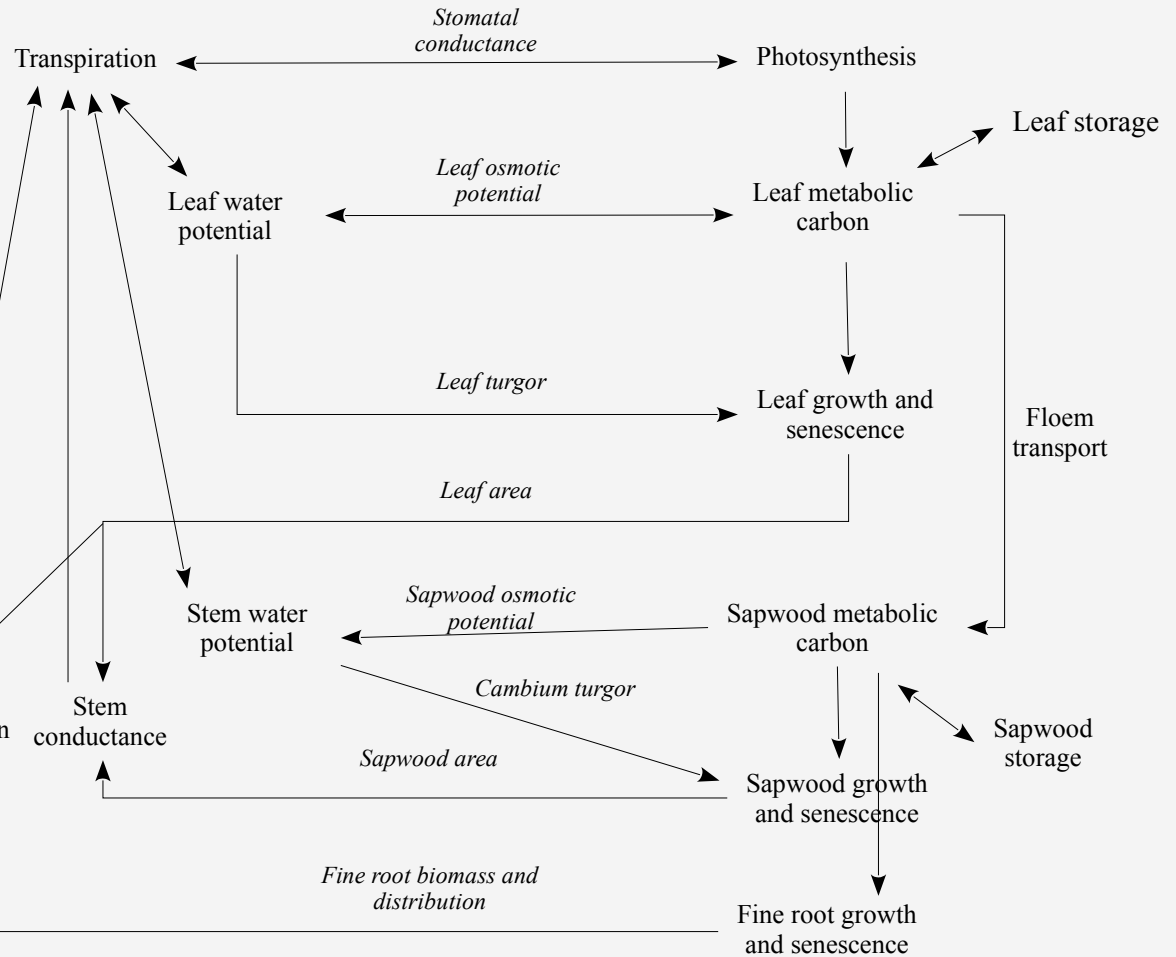 Stomatal
conductance
Transpiration
Photosynthesis
Leaf storage
Leaf osmotic
potential
Leaf water
potential
Leaf metabolic
carbon
Leaf turgor
Leaf growth and
senescence
Floem
transport
Leaf area
Sapwood osmotic
potential
Stem water
potential
Sapwood metabolic
carbon
Cambium turgor
n
Stem
conductance
Sapwood
storage
Sapwood area
Sapwood growth
and senescence
Fine root biomass and
distribution
Fine root growth
and senescence